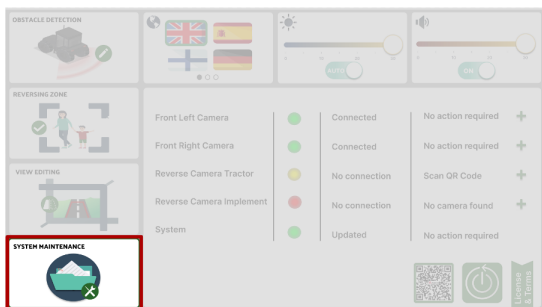 OBSTACLE DETECTION
AUTO
ON
REVERSING ZONE
Front Left Camera Connected No action required +
Front Right Camera Connected No action required +
VIEW EDITING
Reverse Camera Tractor No connection Scan QR Code +
Reverse Camera Implement No connection No camera found +
System Updated No action required
SYSTEM MAINTENANCE
License
& Terms